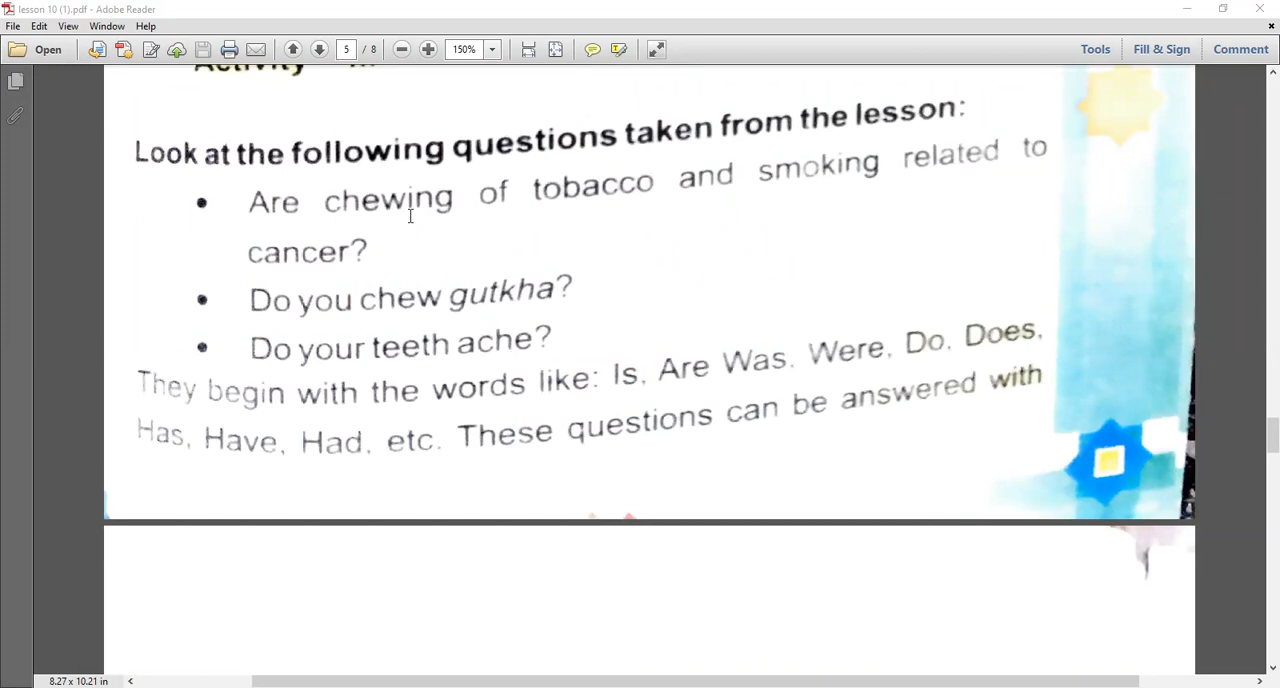 lesson 10 (1).pdf - Adobe Reader
File Edit View Window Help
Open 5 / 8 150% Tools Fill & Sign Comment
Activity
Look at the following questions taken from the lesson:
• Are chewing of tobacco and smoking related to
cancer?
• Do you chew gutkha?
• Do your teeth ache?
They begin with the words like: Is, Are Was. Were, Do, Does,
Has, Have, Had, etc. These questions can be answered with
8.27 x 10.21 in